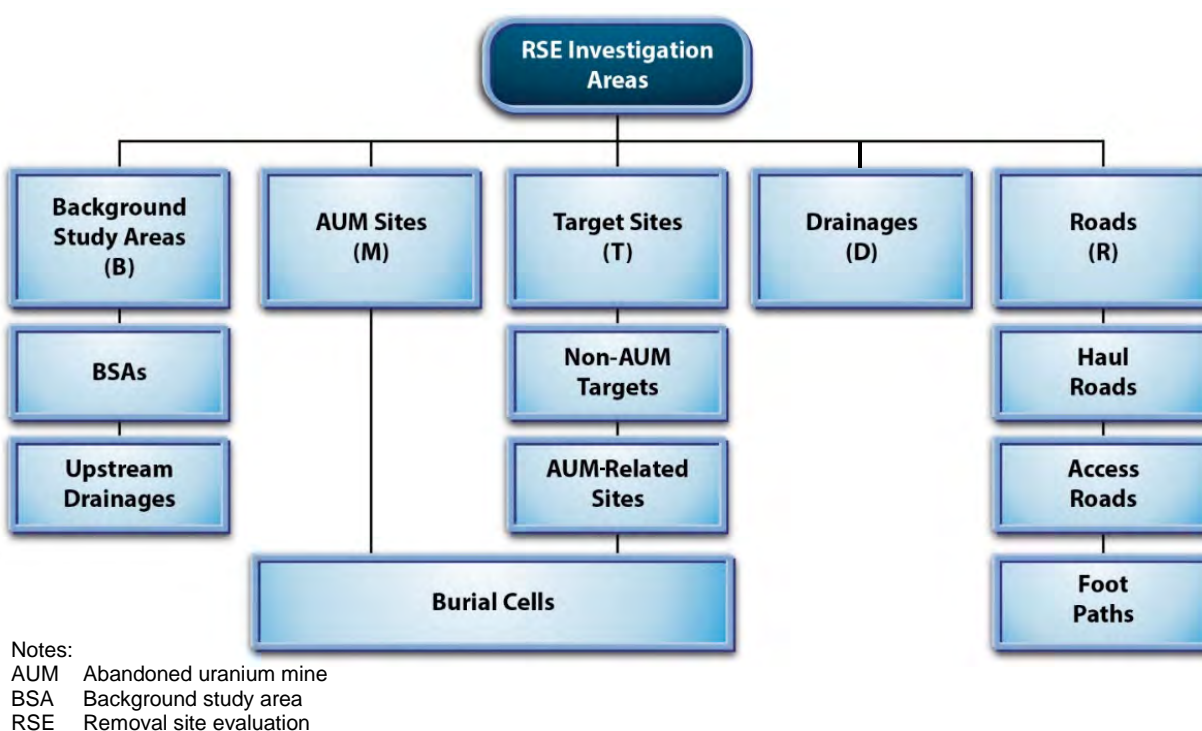 RSE Investigation
Areas
Background
Study Areas
(B)
AUM Sites
(M)
Target Sites
(T)
Drainages
(D)
Roads
(R)
BSAs
Non-AUM
Targets
Haul
Roads
Upstream
Drainages
AUM-Related
Sites
Access
Roads
Burial Cells
Foot
Paths
Notes:
AUM Abandoned uranium mine
BSA Background study area
RSE Removal site evaluation